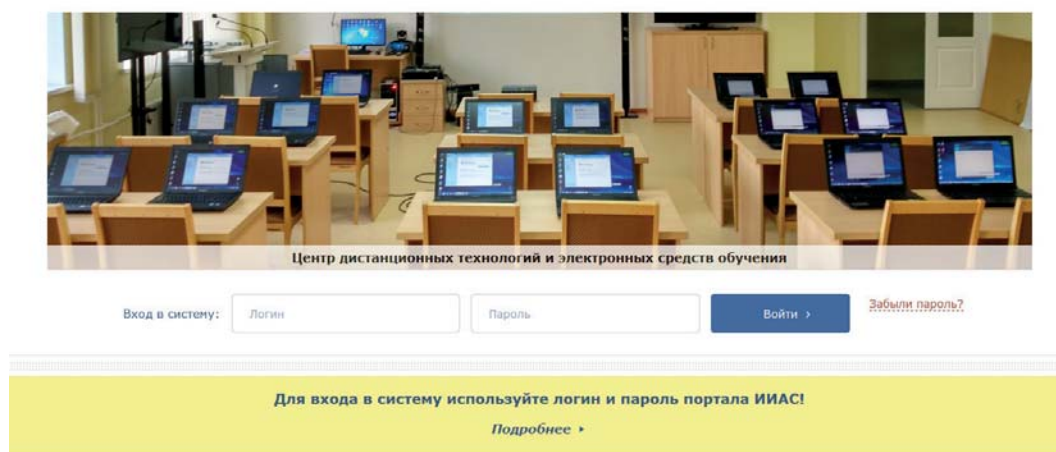 Центр дистанционных технологий и электронных средств обучения
Вход в систему: Логин Пароль Войти › Забыли пароль?
Для входа в систему используйте логин и пароль портала ИИАС!
Подробнее ▸